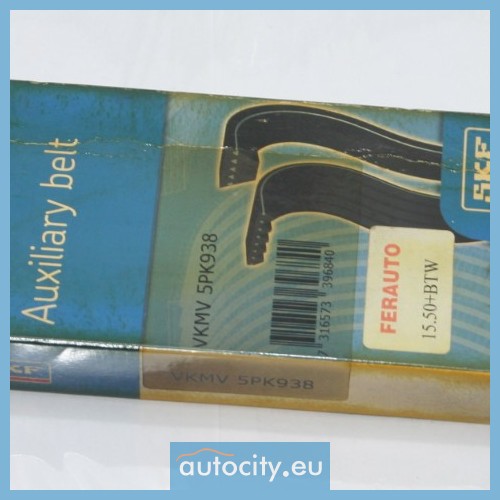 Auxiliary belt
VKMV 5PK938
7 316573 396840
FERAUTO
15.50+BTW
SKF
SKF
VKMV 5PK938
autocity.eu